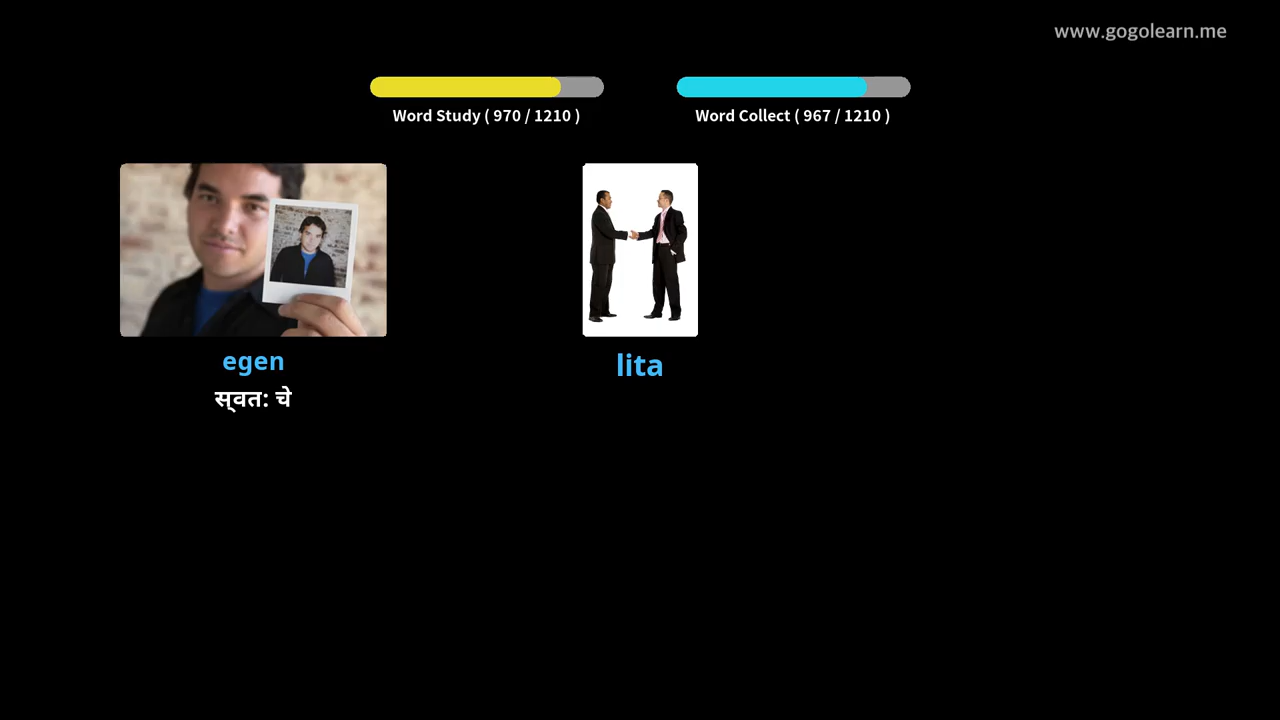 www.gogolearn.me
Word Study ( 970 / 1210 )
Word Collect ( 967 / 1210 )
egen
lita
स्वत: चे